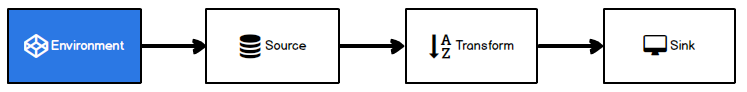 Environment
Source
A
Z
Transform
Sink